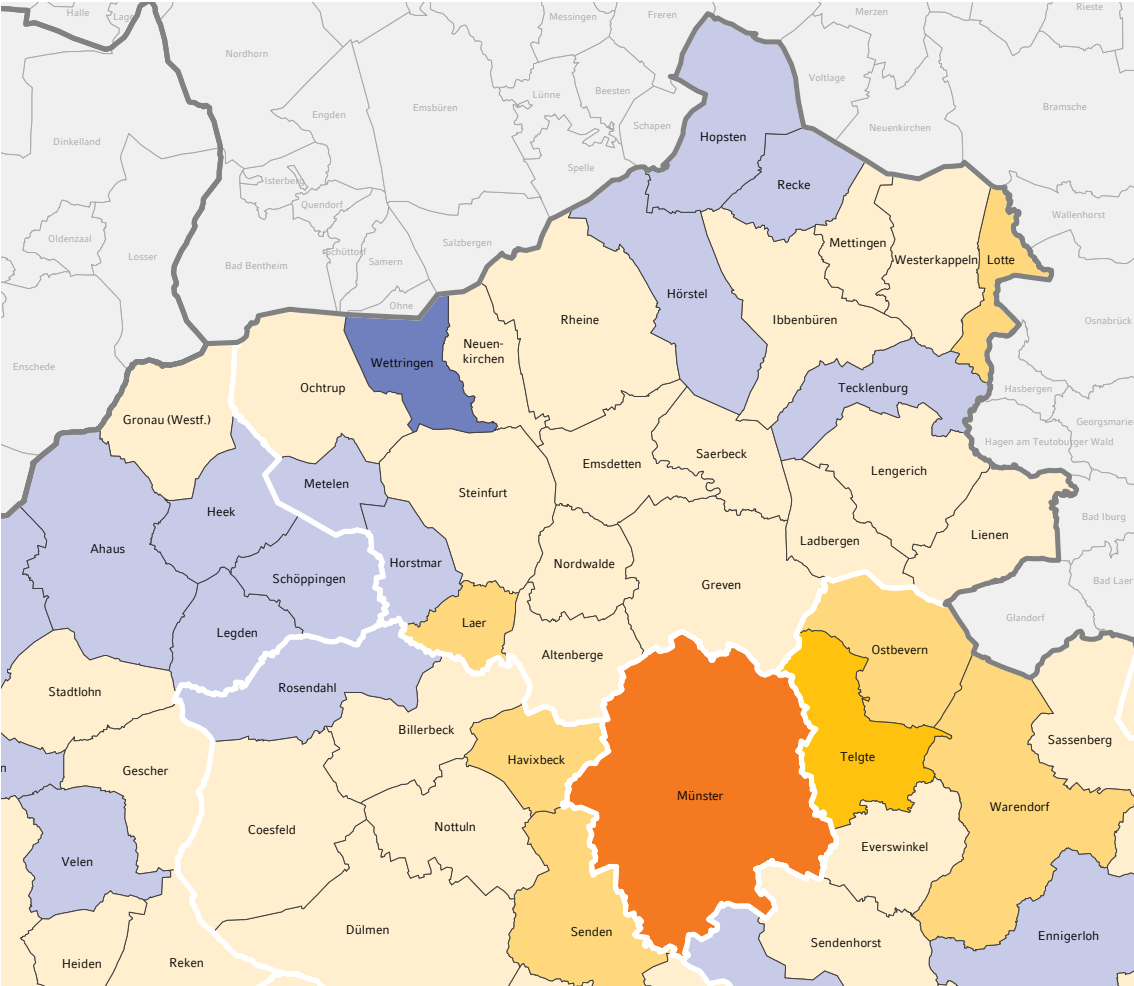 Halle
Lage
Nordhorn
Messingen
Freren
Merzen
Rieste
Engden
Emsbüren
Lünne
Beesten
Voltlage
Bramsche
Schapen
Neuenkirchen
Dinkelland
Hopsten
Spelle
Isterberg
Recke
Quendorf
Wallenhorst
Oldenzaal
Losser
Bad Bentheim
Schüttorf
Samern
Salzbergen
Mettingen
Westerkappeln
Lotte
Ohne
Hörstel
Rheine
Ibbenbüren
Osnabrück
Enschede
Wettringen
Neuen-
kirchen
Ochtrup
Tecklenburg
Hasbergen
Gronau (Westf.)
Georgsmarie
Hagen am Teutoburger Wald
Saerbeck
Emsdetten
Lengerich
Metelen
Steinfurt
Heek
Bad Iburg
Ahaus
Ladbergen
Lienen
Horstmar
Nordwalde
Schöppingen
Greven
Bad Laer
Glandorf
Legden
Laer
Altenberge
Ostbevern
Stadtlohn
Rosendahl
Billerbeck
Sassenberg
Havixbeck
Telgte
n
Gescher
Münster
Warendorf
Coesfeld
Nottuln
Everswinkel
Velen
Dülmen
Senden
Sendenhorst
Ennigerloh
Heiden
Reken